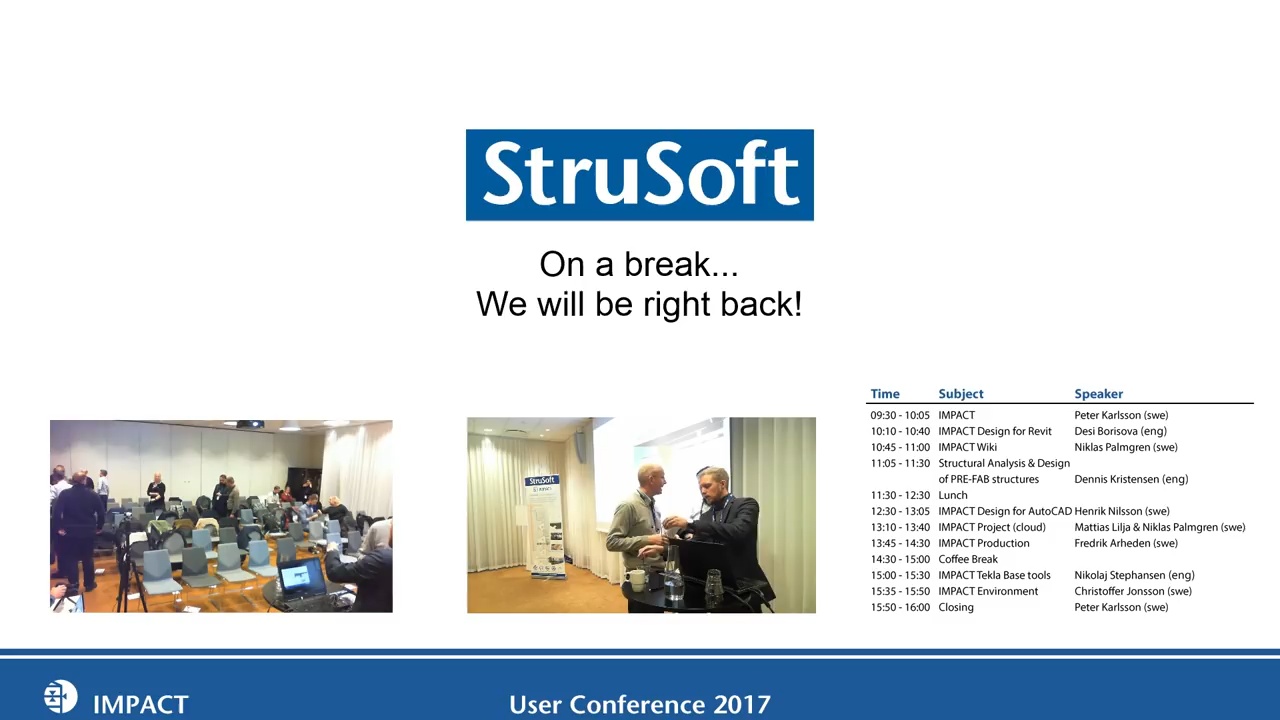 StruSoft
On a break...
We will be right back!
StruSoft
Time Subject Speaker
09:30 - 10:05 IMPACT Peter Karlsson (swe)
10:10 - 10:40 IMPACT Design for Revit Desi Borisova (eng)
10:45 - 11:00 IMPACT Wiki Niklas Palmgren (swe)
11:05 - 11:30 Structural Analysis & Design
of PRE-FAB structures Dennis Kristensen (eng)
11:30 - 12:30 Lunch
12:30 - 13:05 IMPACT Design for AutoCAD Henrik Nilsson (swe)
13:10 - 13:40 IMPACT Project (cloud) Mattias Lilja & Niklas Palmgren (swe)
13:45 - 14:30 IMPACT Production Fredrik Arheden (swe)
14:30 - 15:00 Coffee Break
15:00 - 15:30 IMPACT Tekla Base tools Nikolaj Stephansen (eng)
15:35 - 15:50 IMPACT Environment Christoffer Jonsson (swe)
15:50 - 16:00 Closing Peter Karlsson (swe)
IMPACT
User Conference 2017